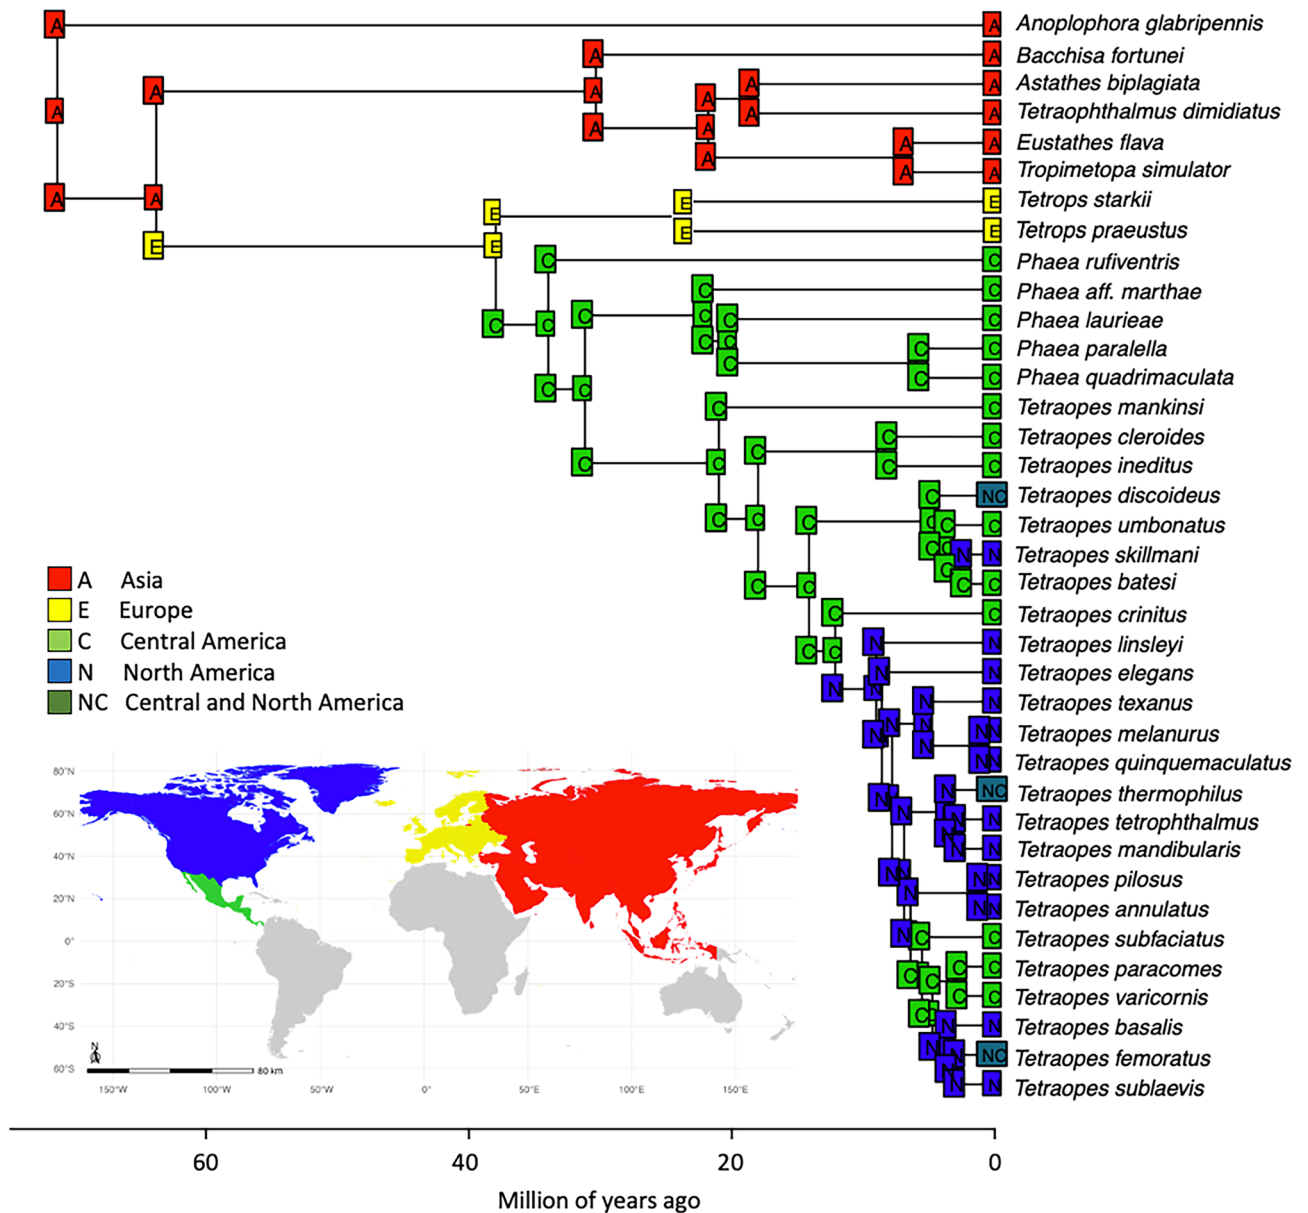 A A Anoplophora glabripennis
A A Bacchisa fortunei
A A A Astathes biplagiata
A A A A Tetraophthalmus dimidiatus
A A Eustathes flava
A A A Tropimetopa simulator
A A E E Tetrops starkii
E E E Tetrops praeustus
E E C C Phaea rufiventris
C C Phaea aff. marthae
C C C C C C C Phaea laurieae
C C C C Phaea paralella
C C C C C Phaea quadrimaculata
C C Tetraopes mankinsi
C C C Tetraopes cleroides
C C C C Tetraopes ineditus
C NC Tetraopes discoideus
C C C C C C C Tetraopes umbonatus
C C N N Tetraopes skillmani
C C C C C Tetraopes batesi
C C Tetraopes crinitus
C C N N Tetraopes linsleyi
N N N N Tetraopes elegans
N N Tetraopes texanus
N N N N N N Tetraopes melanurus
N N N Tetraopes quinquemaculatus
N N NC Tetraopes thermophilus
N N N Tetraopes tetrophthalmus
N N N Tetraopes mandibularis
N N N N Tetraopes pilosus
N N N Tetraopes annulatus
N C C Tetraopes subfaciatus
C C C C Tetraopes paracomes
C C Tetraopes varicornis
C N N Tetraopes basalis
N N NC Tetraopes femoratus
N N N Tetraopes sublaevis
A Asia
E Europe
C Central America
N North America
NC Central and North America
80°N
60°N
40°N
20°N
0°
20°S
40°S
60°S
N
80 km
150°W 100°W 50°W 0° 50°E 100°E 150°E
60 40 20 0
Million of years ago